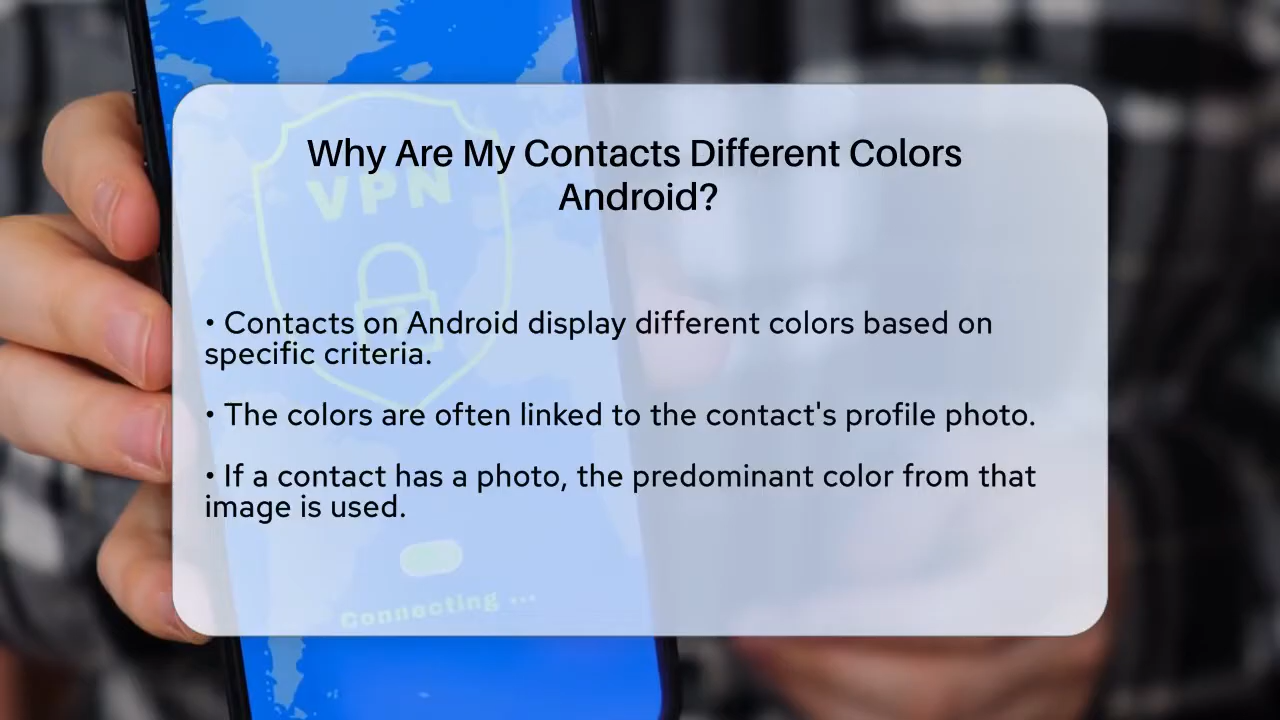 Why Are My Contacts Different Colors
Android?
VPN
• Contacts on Android display different colors based on
specific criteria.
• The colors are often linked to the contact's profile photo.
• If a contact has a photo, the predominant color from that
image is used.
Connecting ...